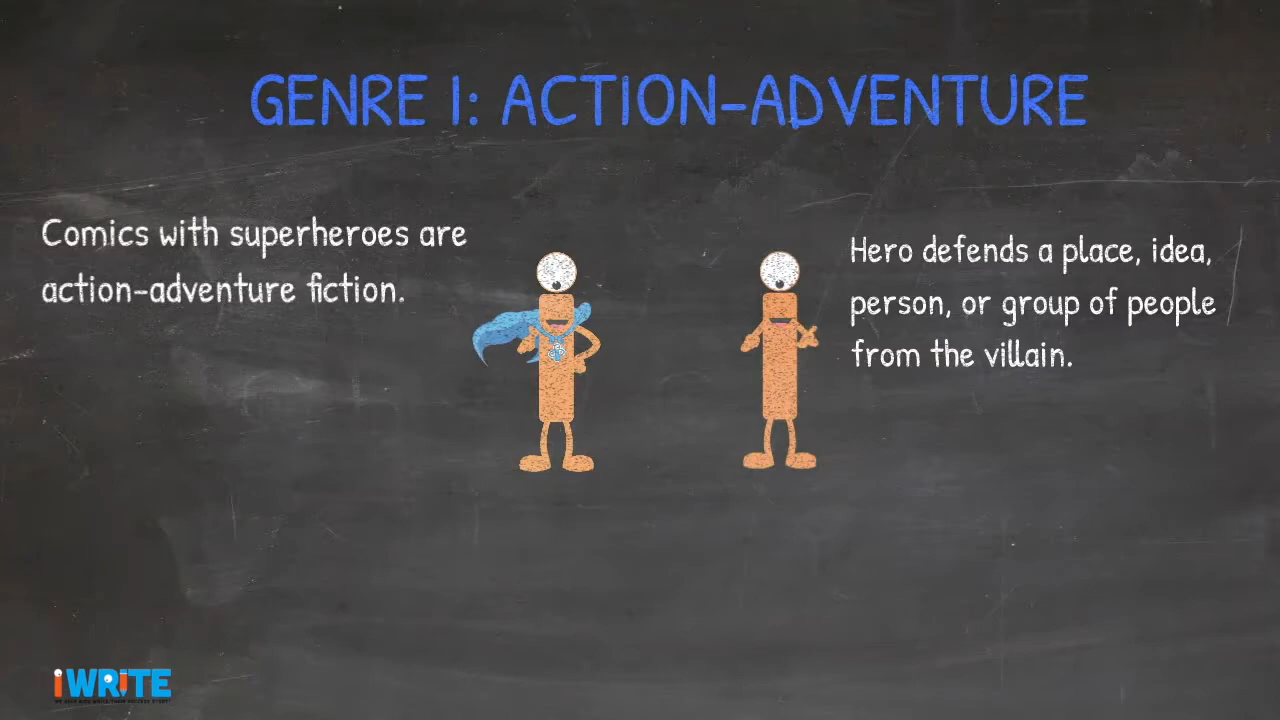 GENRE 1: ACTION-ADVENTURE
Comics with superheroes are
action-adventure fiction.
Hero defends a place, idea,
person, or group of people
from the villain.
iWRiTE